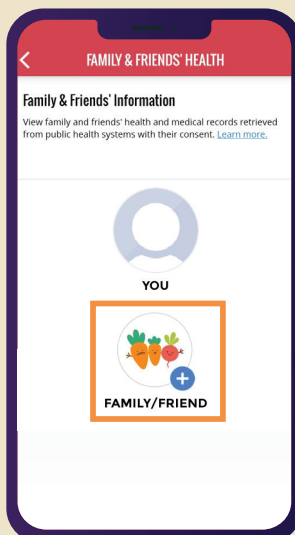 FAMILY & FRIENDS' HEALTH
Family & Friends' Information
View family and friends' health and medical records retrieved
from public health systems with their consent. Learn more.
YOU
FAMILY/FRIEND